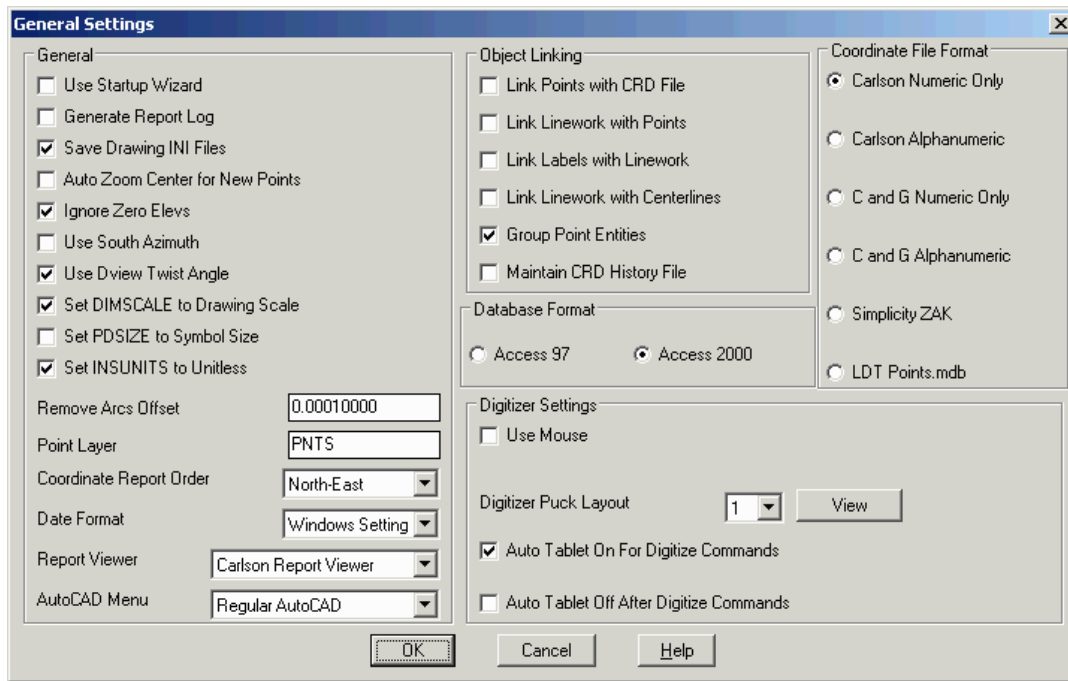 General Settings
General
Use Startup Wizard
Generate Report Log
Save Drawing INI Files
Auto Zoom Center for New Points
Ignore Zero Elevs
Use South Azimuth
Use Dview Twist Angle
Set DIMSCALE to Drawing Scale
Set PDSIZE to Symbol Size
Set INSUNITS to Unitless
Remove Arcs Offset 0.00010000
Point Layer PNTS
Coordinate Report Order North-East
Date Format Windows Setting
Report Viewer Carlson Report Viewer
AutoCAD Menu Regular AutoCAD
Object Linking
Link Points with CRD File
Link Linework with Points
Link Labels with Linework
Link Linework with Centerlines
Group Point Entities
Maintain CRD History File
Database Format
Access 97 Access 2000
Coordinate File Format
Carlson Numeric Only
Carlson Alphanumeric
C and G Numeric Only
C and G Alphanumeric
Simplicity ZAK
LDT Points.mdb
Digitizer Settings
Use Mouse
Digitizer Puck Layout 1 View
Auto Tablet On For Digitize Commands
Auto Tablet Off After Digitize Commands
OK Cancel Help